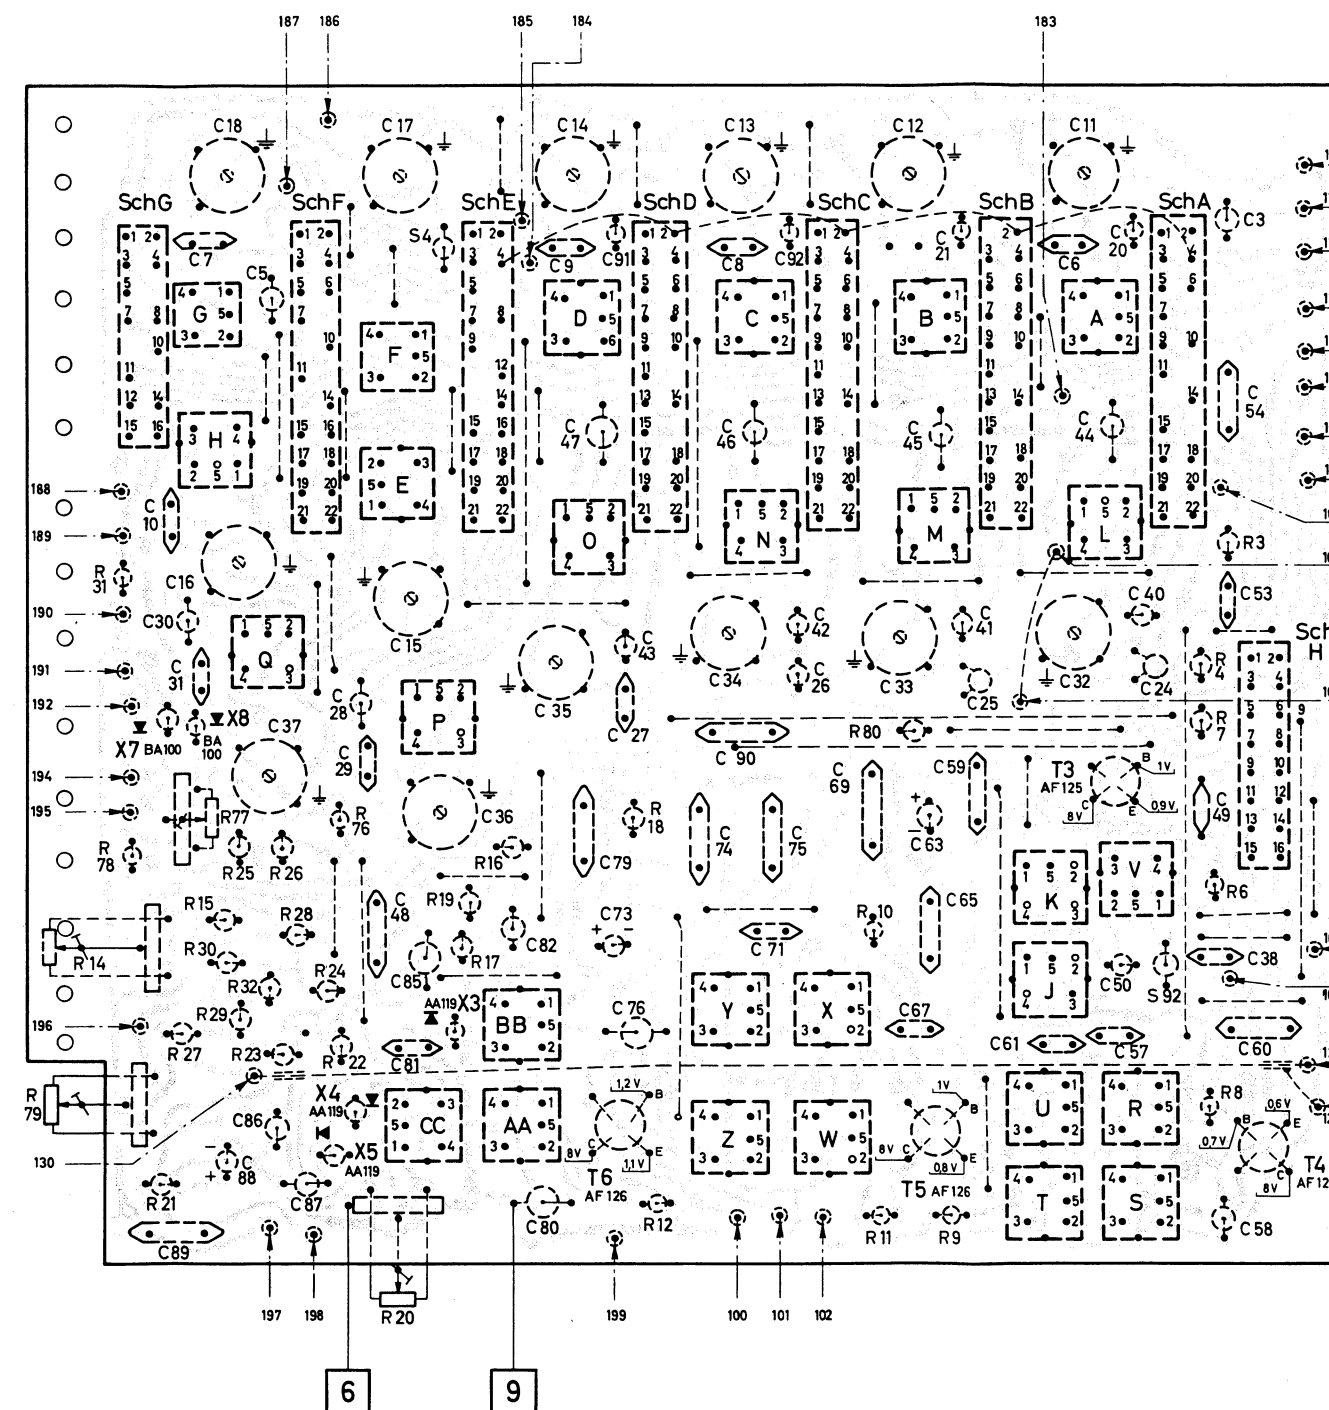 187 186 185 184 183
C18 C17 C14 C13 C12 C11
SchG SchF SchE SchD SchC SchB SchA
C7 C5 S4 C9 C91 C8 C92 C21 C6 C20 C3
G F D C B A
C54
H E C47 C46 C45 C44
188
C10
O N M L
189
R31 C16 R3
190
C30 C15 C40 C53
Q C43 C34 C42 C41 C32
SchH
191
C31 C35 C26 C33 C25 C24 R4
192
X7 BA100 BA100 X8 C37 C28 P C27 C90 R80 R7
194
C29 C69 C59 T3 AF125 B 1V C 8V E 0,9V
195
R77 R76 C36 R18 C49
R78 R25 R26 R16 C79 C74 C75 C63
K V
R15 R28 C48 R19 C82 C73 C71 R10 C65 R6
R14 R30 R24 C85 R17 J C50 S92 C38
R32 AA119 X3 BB C76 Y X C67
R29
196
R27 R23 R22 C81 C61 C57 C60
R79 X4 AA119 CC AA 1,2V B Z W 1V B U R R8 0,6V
C86 C 8V E 1,1V 8V C 0,8V E 0,7V B E C 8V
130 C88 X5 AA119 T6 AF126 T5 AF126 T4
R21 C87 C80 R12 R11 R9 T S C58
C89
197 198 R20 199 100 101 102
6 9